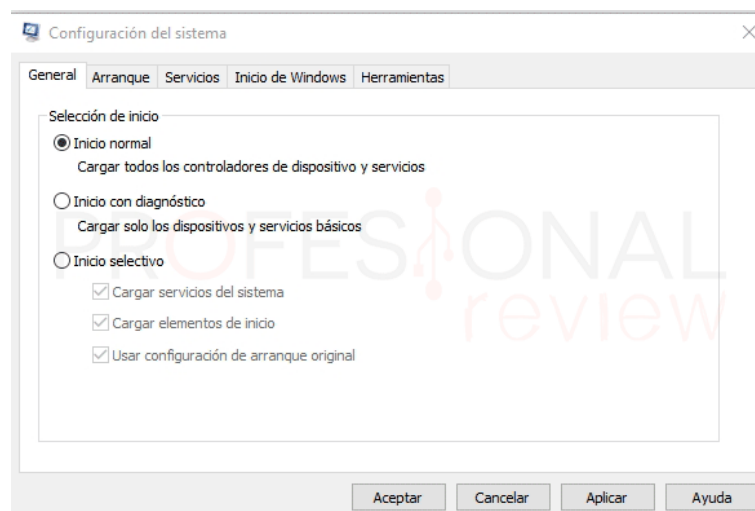 Configuración del sistema
General Arranque Servicios Inicio de Windows Herramientas
Selección de inicio
Inicio normal
Cargar todos los controladores de dispositivo y servicios
Inicio con diagnóstico
Cargar solo los dispositivos y servicios básicos
Inicio selectivo
Cargar servicios del sistema
Cargar elementos de inicio
Usar configuración de arranque original
PROFESIONAL
review
Aceptar Cancelar Aplicar Ayuda